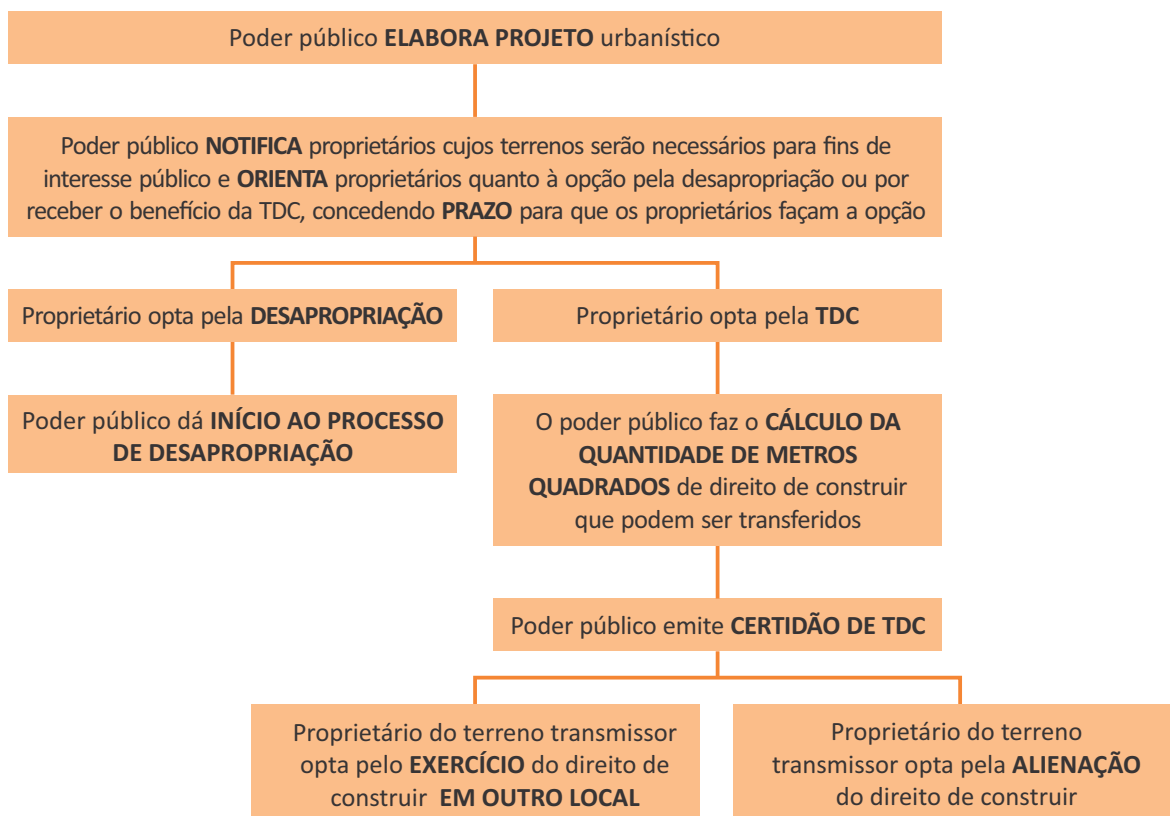 Poder público ELABORA PROJETO urbanístico
Poder público NOTIFICA proprietários cujos terrenos serão necessários para fins de
interesse público e ORIENTA proprietários quanto à opção pela desapropriação ou por
receber o benefício da TDC, concedendo PRAZO para que os proprietários façam a opção
Proprietário opta pela DESAPROPRIAÇÃO
Proprietário opta pela TDC
Poder público dá INÍCIO AO PROCESSO
DE DESAPROPRIAÇÃO
O poder público faz o CÁLCULO DA
QUANTIDADE DE METROS
QUADRADOS de direito de construir
que podem ser transferidos
Poder público emite CERTIDÃO DE TDC
Proprietário do terreno transmissor
opta pelo EXERCÍCIO do direito de
construir EM OUTRO LOCAL
Proprietário do terreno
transmissor opta pela ALIENAÇÃO
do direito de construir